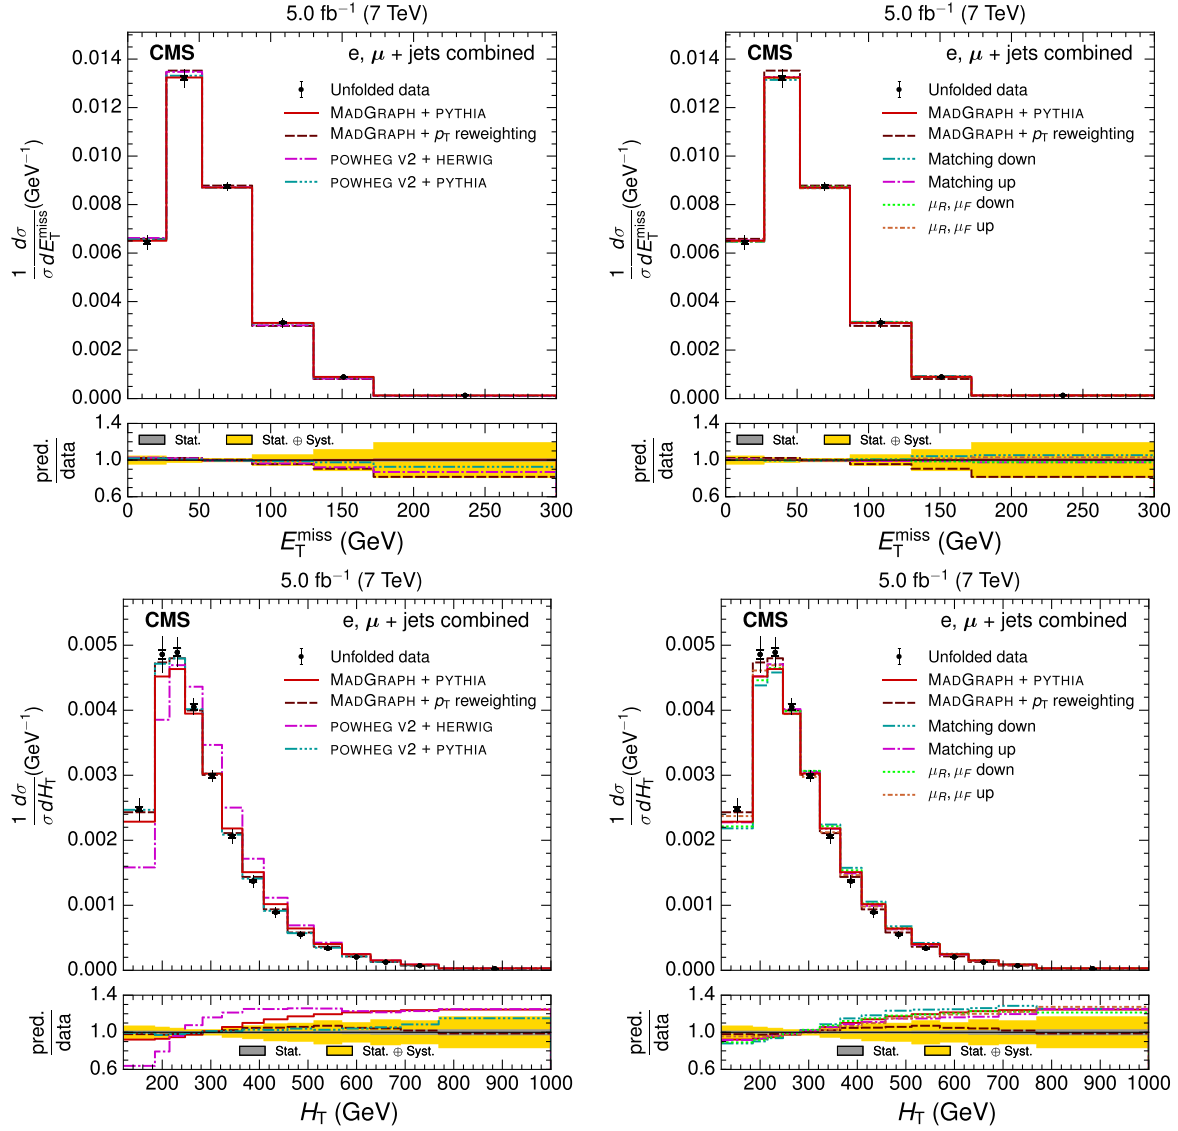 5.0 fb⁻¹ (7 TeV)
CMS
e, μ + jets combined
Unfolded data
MADGRAPH + PYTHIA
MADGRAPH + pT reweighting
POWHEG V2 + HERWIG
POWHEG V2 + PYTHIA
1/σ dσ/dE_T^miss (GeV⁻¹)
0.014
0.012
0.010
0.008
0.006
0.004
0.002
0.000
pred./data
1.4
1.0
0.6
Stat.
Stat. ⊕ Syst.
0 50 100 150 200 250 300
E_T^miss (GeV)
5.0 fb⁻¹ (7 TeV)
CMS
e, μ + jets combined
Unfolded data
MADGRAPH + PYTHIA
MADGRAPH + pT reweighting
Matching down
Matching up
μR, μF down
μR, μF up
1/σ dσ/dE_T^miss (GeV⁻¹)
0.014
0.012
0.010
0.008
0.006
0.004
0.002
0.000
pred./data
1.4
1.0
0.6
Stat.
Stat. ⊕ Syst.
0 50 100 150 200 250 300
E_T^miss (GeV)
5.0 fb⁻¹ (7 TeV)
CMS
e, μ + jets combined
Unfolded data
MADGRAPH + PYTHIA
MADGRAPH + pT reweighting
POWHEG V2 + HERWIG
POWHEG V2 + PYTHIA
1/σ dσ/dH_T (GeV⁻¹)
0.005
0.004
0.003
0.002
0.001
0.000
pred./data
1.4
1.0
0.6
Stat.
Stat. ⊕ Syst.
200 300 400 500 600 700 800 900 1000
H_T (GeV)
5.0 fb⁻¹ (7 TeV)
CMS
e, μ + jets combined
Unfolded data
MADGRAPH + PYTHIA
MADGRAPH + pT reweighting
Matching down
Matching up
μR, μF down
μR, μF up
1/σ dσ/dH_T (GeV⁻¹)
0.005
0.004
0.003
0.002
0.001
0.000
pred./data
1.4
1.0
0.6
Stat.
Stat. ⊕ Syst.
200 300 400 500 600 700 800 900 1000
H_T (GeV)